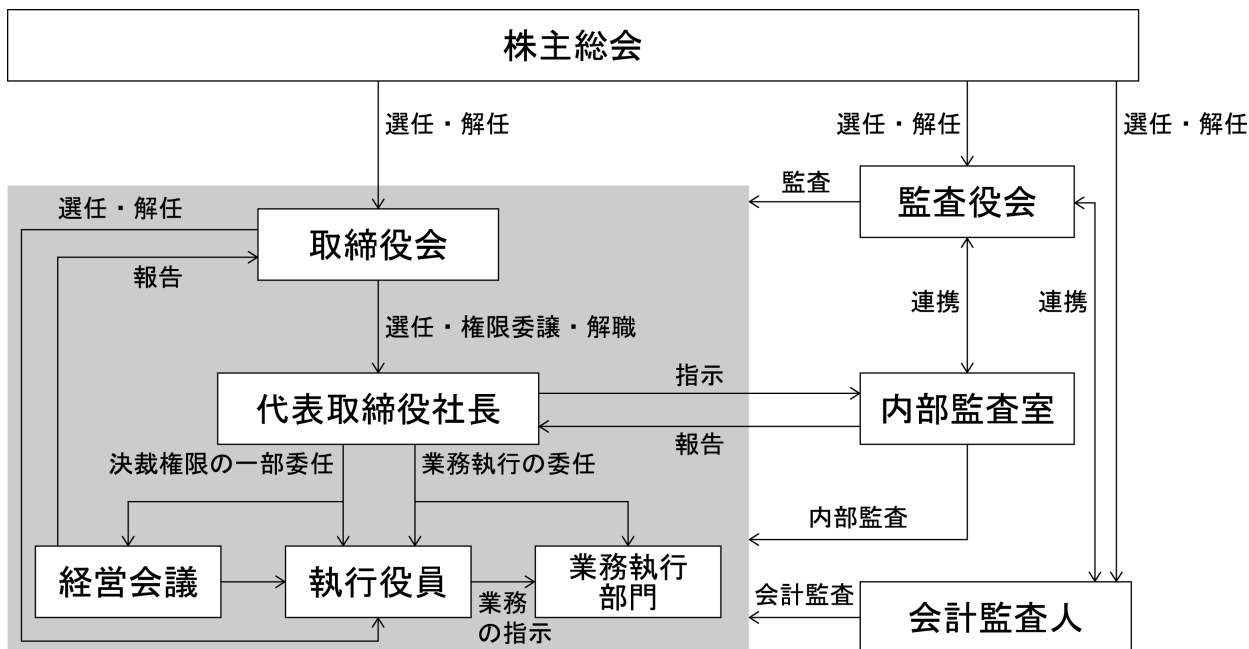 株主総会
選任・解任
選任・解任
選任・解任
監査
監査役会
選任・解任
取締役会
報告
連携
連携
選任・権限委譲・解職
指示
代表取締役社長
内部監査室
報告
決裁権限の一部委任
業務執行の委任
内部監査
経営会議
執行役員
業務執行
部門
業務
の指示
会計監査
会計監査人